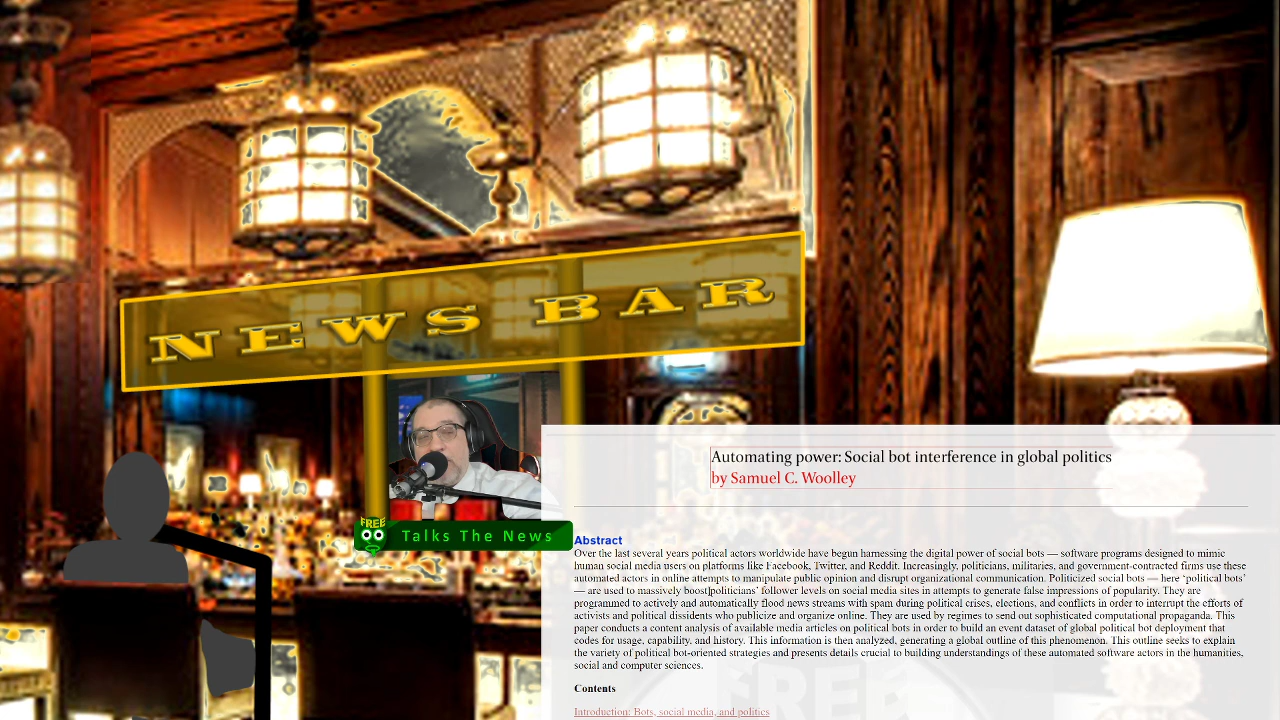 NEWS BAR
FREE
Talks The News
Automating power: Social bot interference in global politics
by Samuel C. Woolley
Abstract
Over the last several years political actors worldwide have begun harnessing the digital power of social bots — software programs designed to mimic
human social media users on platforms like Facebook, Twitter, and Reddit. Increasingly, politicians, militaries, and government-contracted firms use these
automated actors in online attempts to manipulate public opinion and disrupt organizational communication. Politicized social bots — here ‘political bots’
— are used to massively boost politicians’ follower levels on social media sites in attempts to generate false impressions of popularity. They are
programmed to actively and automatically flood news streams with spam during political crises, elections, and conflicts in order to interrupt the efforts of
activists and political dissidents who publicize and organize online. They are used by regimes to send out sophisticated computational propaganda. This
paper conducts a content analysis of available media articles on political bots in order to build an event dataset of global political bot deployment that
codes for usage, capability, and history. This information is then analyzed, generating a global outline of this phenomenon. This outline seeks to explain
the variety of political bot-oriented strategies and presents details crucial to building understandings of these automated software actors in the humanities,
social and computer sciences.
Contents
FREE
Introduction: Bots, social media, and politics